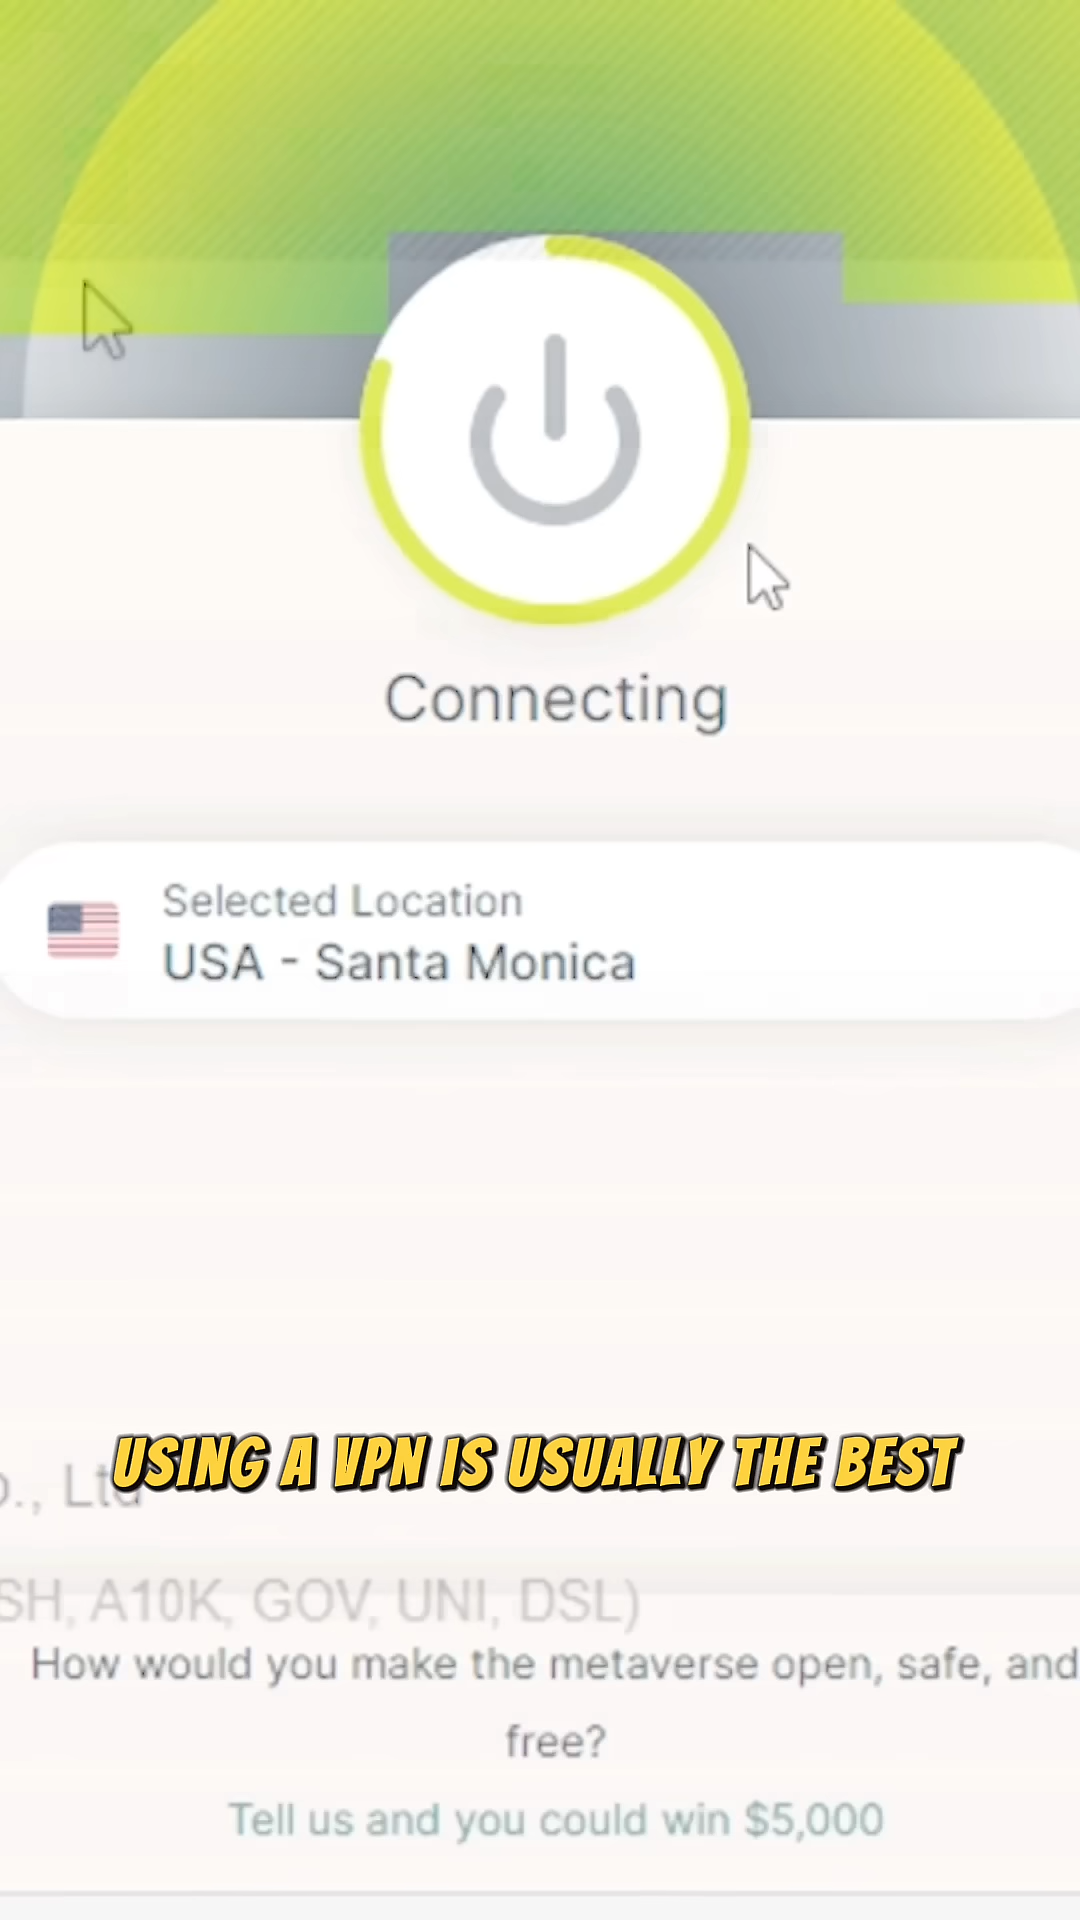 Connecting
Selected Location
USA - Santa Monica
USING A VPN IS USUALLY THE BEST
., Ltd
SH, A10K, GOV, UNI, DSL)
How would you make the metaverse open, safe, and
free?
Tell us and you could win $5,000